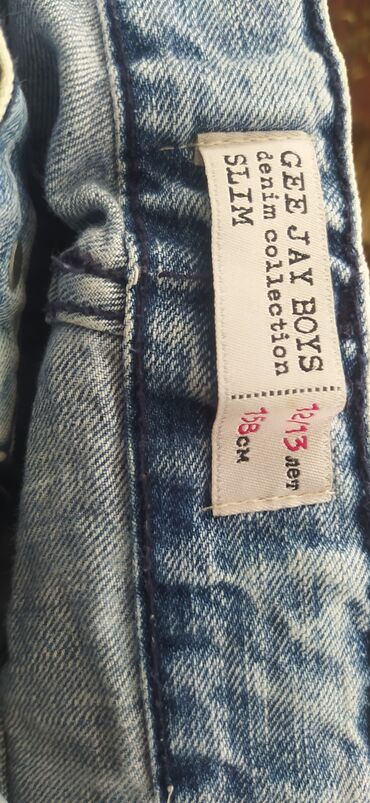 GEE JAY BOYS
denim collection
SLIM
12/13 лет
158 см